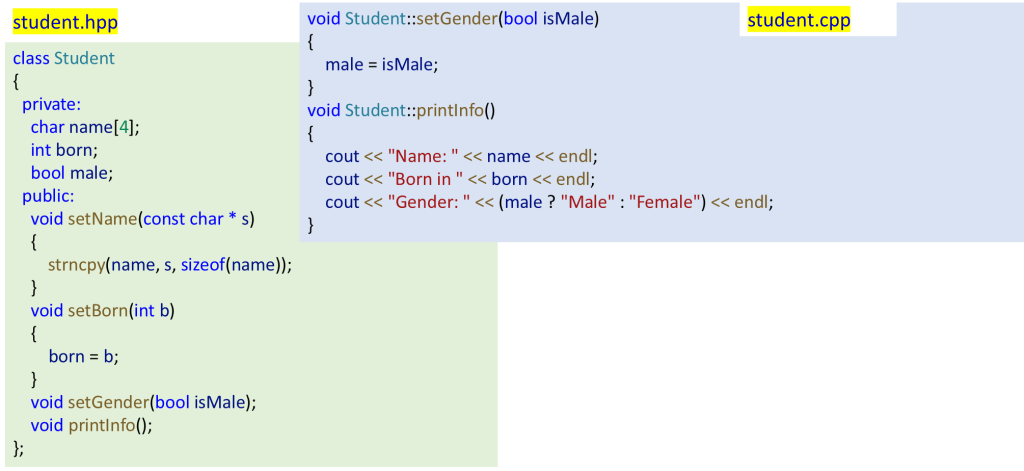 student.hpp
class Student
{
private:
char name[4];
int born;
bool male;
public:
void setName(const char * s)
{
strncpy(name, s, sizeof(name));
}
void setBorn(int b)
{
born = b;
}
void setGender(bool isMale);
void printInfo();
};
student.cpp
void Student::setGender(bool isMale)
{
male = isMale;
}
void Student::printInfo()
{
cout << "Name: " << name << endl;
cout << "Born in " << born << endl;
cout << "Gender: " << (male ? "Male" : "Female") << endl;
}